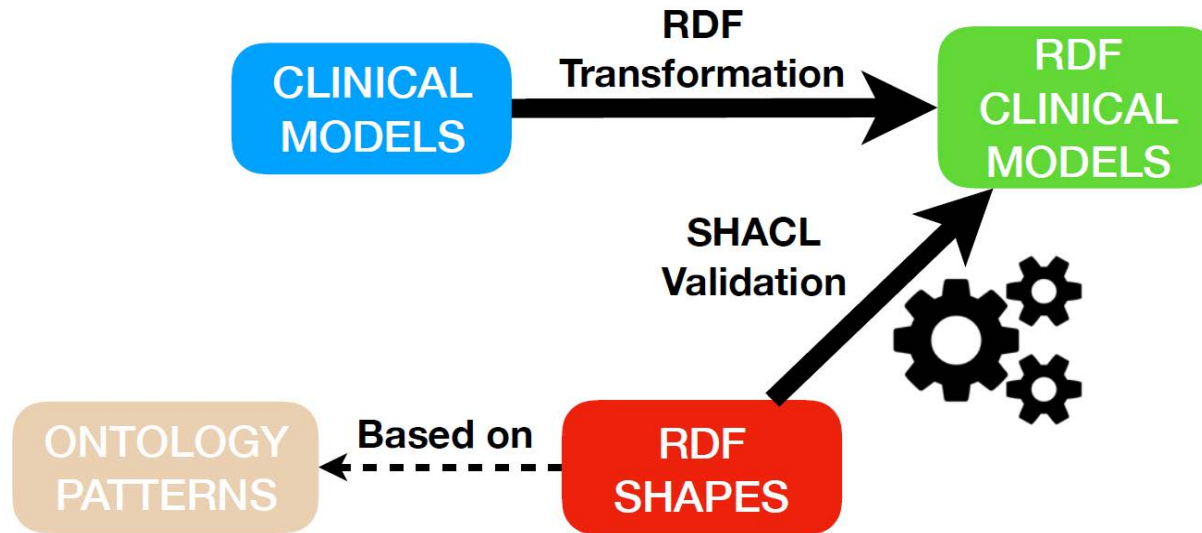 RDF
Transformation
CLINICAL
MODELS
RDF
CLINICAL
MODELS
SHACL
Validation
ONTOLOGY
PATTERNS
Based on
RDF
SHAPES